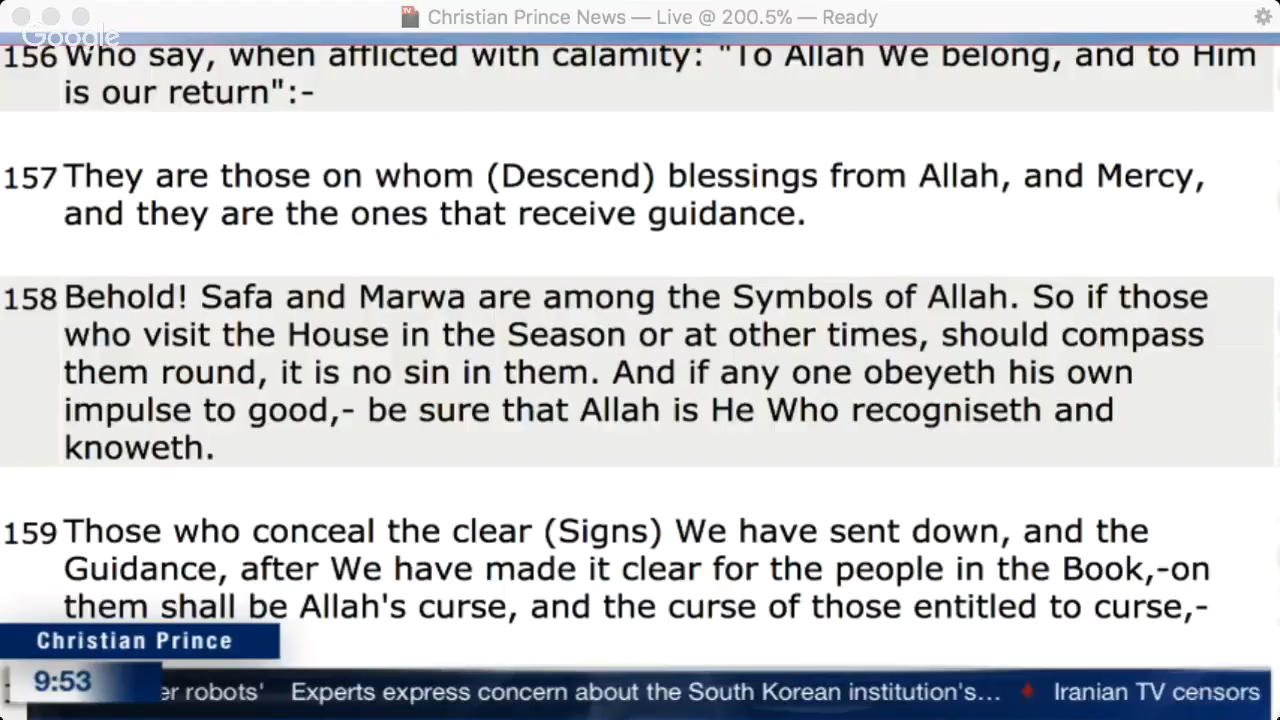 Christian Prince News — Live @ 200.5% — Ready
Google
156 Who say, when afflicted with calamity: "To Allah We belong, and to Him
is our return":-
157 They are those on whom (Descend) blessings from Allah, and Mercy,
and they are the ones that receive guidance.
158 Behold! Safa and Marwa are among the Symbols of Allah. So if those
who visit the House in the Season or at other times, should compass
them round, it is no sin in them. And if any one obeyeth his own
impulse to good,- be sure that Allah is He Who recogniseth and
knoweth.
159 Those who conceal the clear (Signs) We have sent down, and the
Guidance, after We have made it clear for the people in the Book,-on
them shall be Allah's curse, and the curse of those entitled to curse,-
Christian Prince
9:53
er robots' Experts express concern about the South Korean institution's... Iranian TV censors